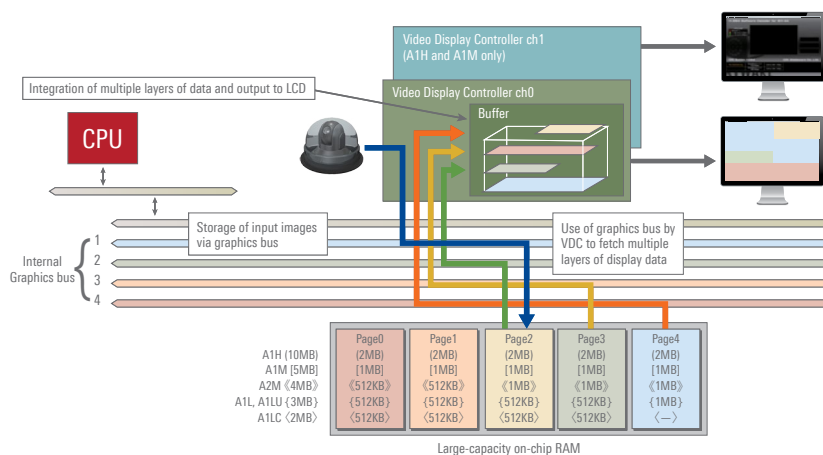 Video Display Controller ch1
(A1H and A1M only)
Integration of multiple layers of data and output to LCD
Video Display Controller ch0
Buffer
CPU
Storage of input images
via graphics bus
Use of graphics bus by
VDC to fetch multiple
layers of display data
Internal
Graphics bus
1
2
3
4
Page0 Page1 Page2 Page3 Page4
A1H (10MB) (2MB) (2MB) (2MB) (2MB) (2MB)
A1M [5MB] [1MB] [1MB] [1MB] [1MB] [1MB]
A2M 《4MB》 《512KB》 《512KB》 《1MB》 《1MB》 《1MB》
A1L, A1LU {3MB} {512KB} {512KB} {512KB} {512KB} {1MB}
A1LC 〈2MB〉 〈512KB〉 〈512KB〉 〈512KB〉 〈512KB〉 〈—〉
Large-capacity on-chip RAM